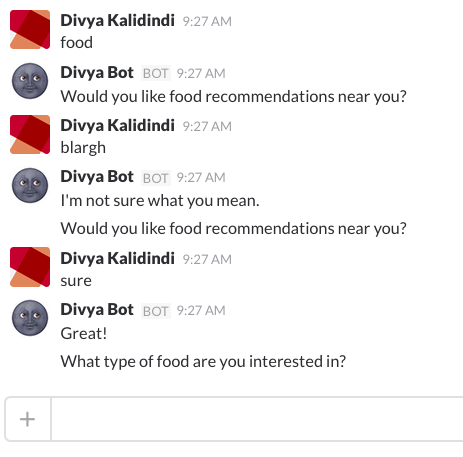 Divya Kalidindi 9:27 AM
food
Divya Bot BOT 9:27 AM
Would you like food recommendations near you?
Divya Kalidindi 9:27 AM
blargh
Divya Bot BOT 9:27 AM
I'm not sure what you mean.
Would you like food recommendations near you?
Divya Kalidindi 9:27 AM
sure
Divya Bot BOT 9:27 AM
Great!
What type of food are you interested in?